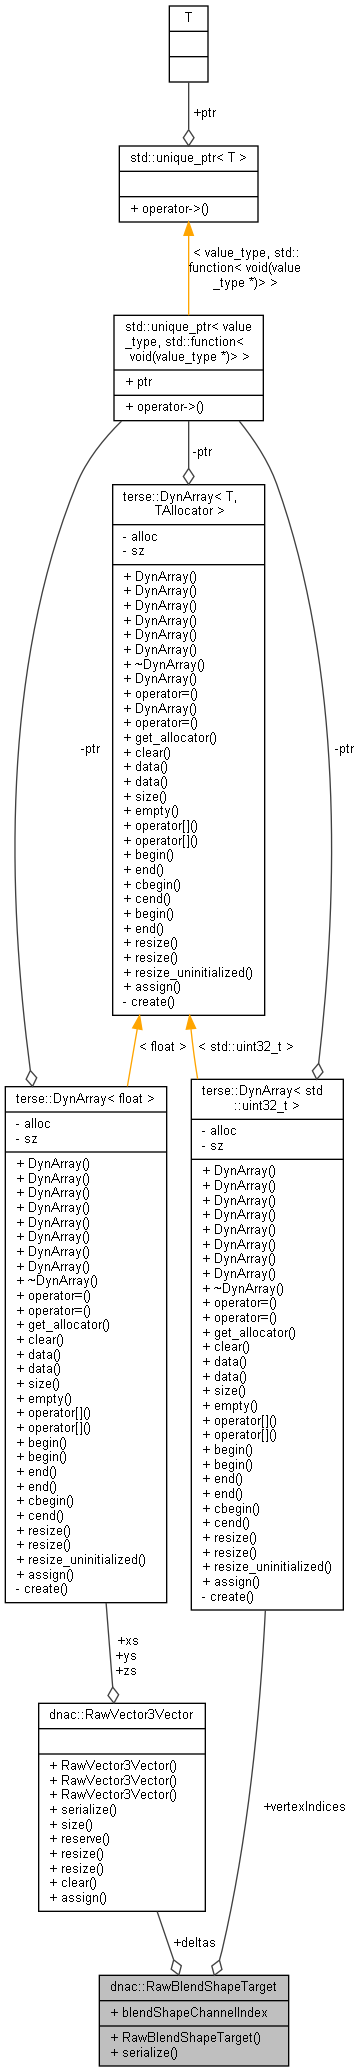 T
+ptr
std::unique_ptr< T >
+ operator->()
< value_type, std::
function< void(value
_type *)> >
std::unique_ptr< value
_type, std::function<
void(value_type *)> >
+ ptr
+ operator->()
-ptr
terse::DynArray< T,
TAllocator >
- alloc
- sz
+ DynArray()
+ DynArray()
+ DynArray()
+ DynArray()
+ DynArray()
+ DynArray()
+ ~DynArray()
+ DynArray()
+ operator=()
+ DynArray()
+ operator=()
+ get_allocator()
+ clear()
+ data()
+ data()
+ size()
+ empty()
+ operator[]()
+ operator[]()
+ begin()
+ end()
+ cbegin()
+ cend()
+ begin()
+ end()
+ resize()
+ resize()
+ resize_uninitialized()
+ assign()
- create()
-ptr
-ptr
< float >
< std::uint32_t >
terse::DynArray< float >
- alloc
- sz
+ DynArray()
+ DynArray()
+ DynArray()
+ DynArray()
+ DynArray()
+ DynArray()
+ DynArray()
+ DynArray()
+ ~DynArray()
+ operator=()
+ operator=()
+ get_allocator()
+ clear()
+ data()
+ data()
+ size()
+ empty()
+ operator[]()
+ operator[]()
+ begin()
+ begin()
+ end()
+ end()
+ cbegin()
+ cend()
+ resize()
+ resize()
+ resize_uninitialized()
+ assign()
- create()
terse::DynArray< std
::uint32_t >
- alloc
- sz
+ DynArray()
+ DynArray()
+ DynArray()
+ DynArray()
+ DynArray()
+ DynArray()
+ DynArray()
+ DynArray()
+ ~DynArray()
+ operator=()
+ operator=()
+ get_allocator()
+ clear()
+ data()
+ data()
+ size()
+ empty()
+ operator[]()
+ operator[]()
+ begin()
+ begin()
+ end()
+ end()
+ cbegin()
+ cend()
+ resize()
+ resize()
+ resize_uninitialized()
+ assign()
- create()
+xs
+ys
+zs
dnac::RawVector3Vector
+ RawVector3Vector()
+ RawVector3Vector()
+ RawVector3Vector()
+ serialize()
+ size()
+ reserve()
+ resize()
+ resize()
+ clear()
+ assign()
+vertexIndices
+deltas
dnac::RawBlendShapeTarget
+ blendShapeChannelIndex
+ RawBlendShapeTarget()
+ serialize()